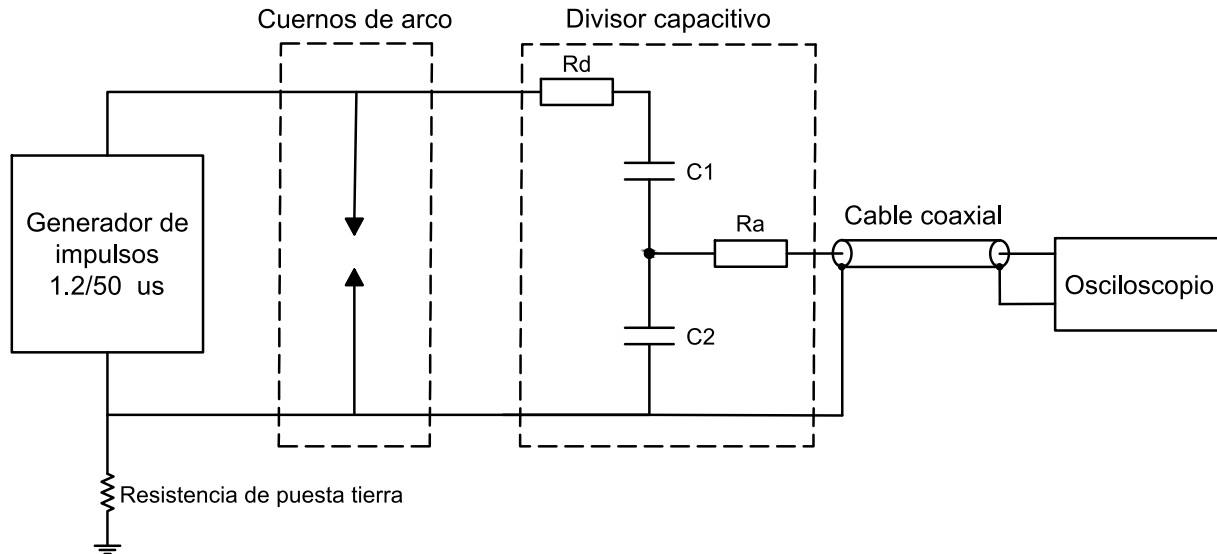 Cuernos de arco
Divisor capacitivo
Rd
C1
Generador de
impulsos
1.2/50 us
Ra
Cable coaxial
Osciloscopio
C2
Resistencia de puesta tierra